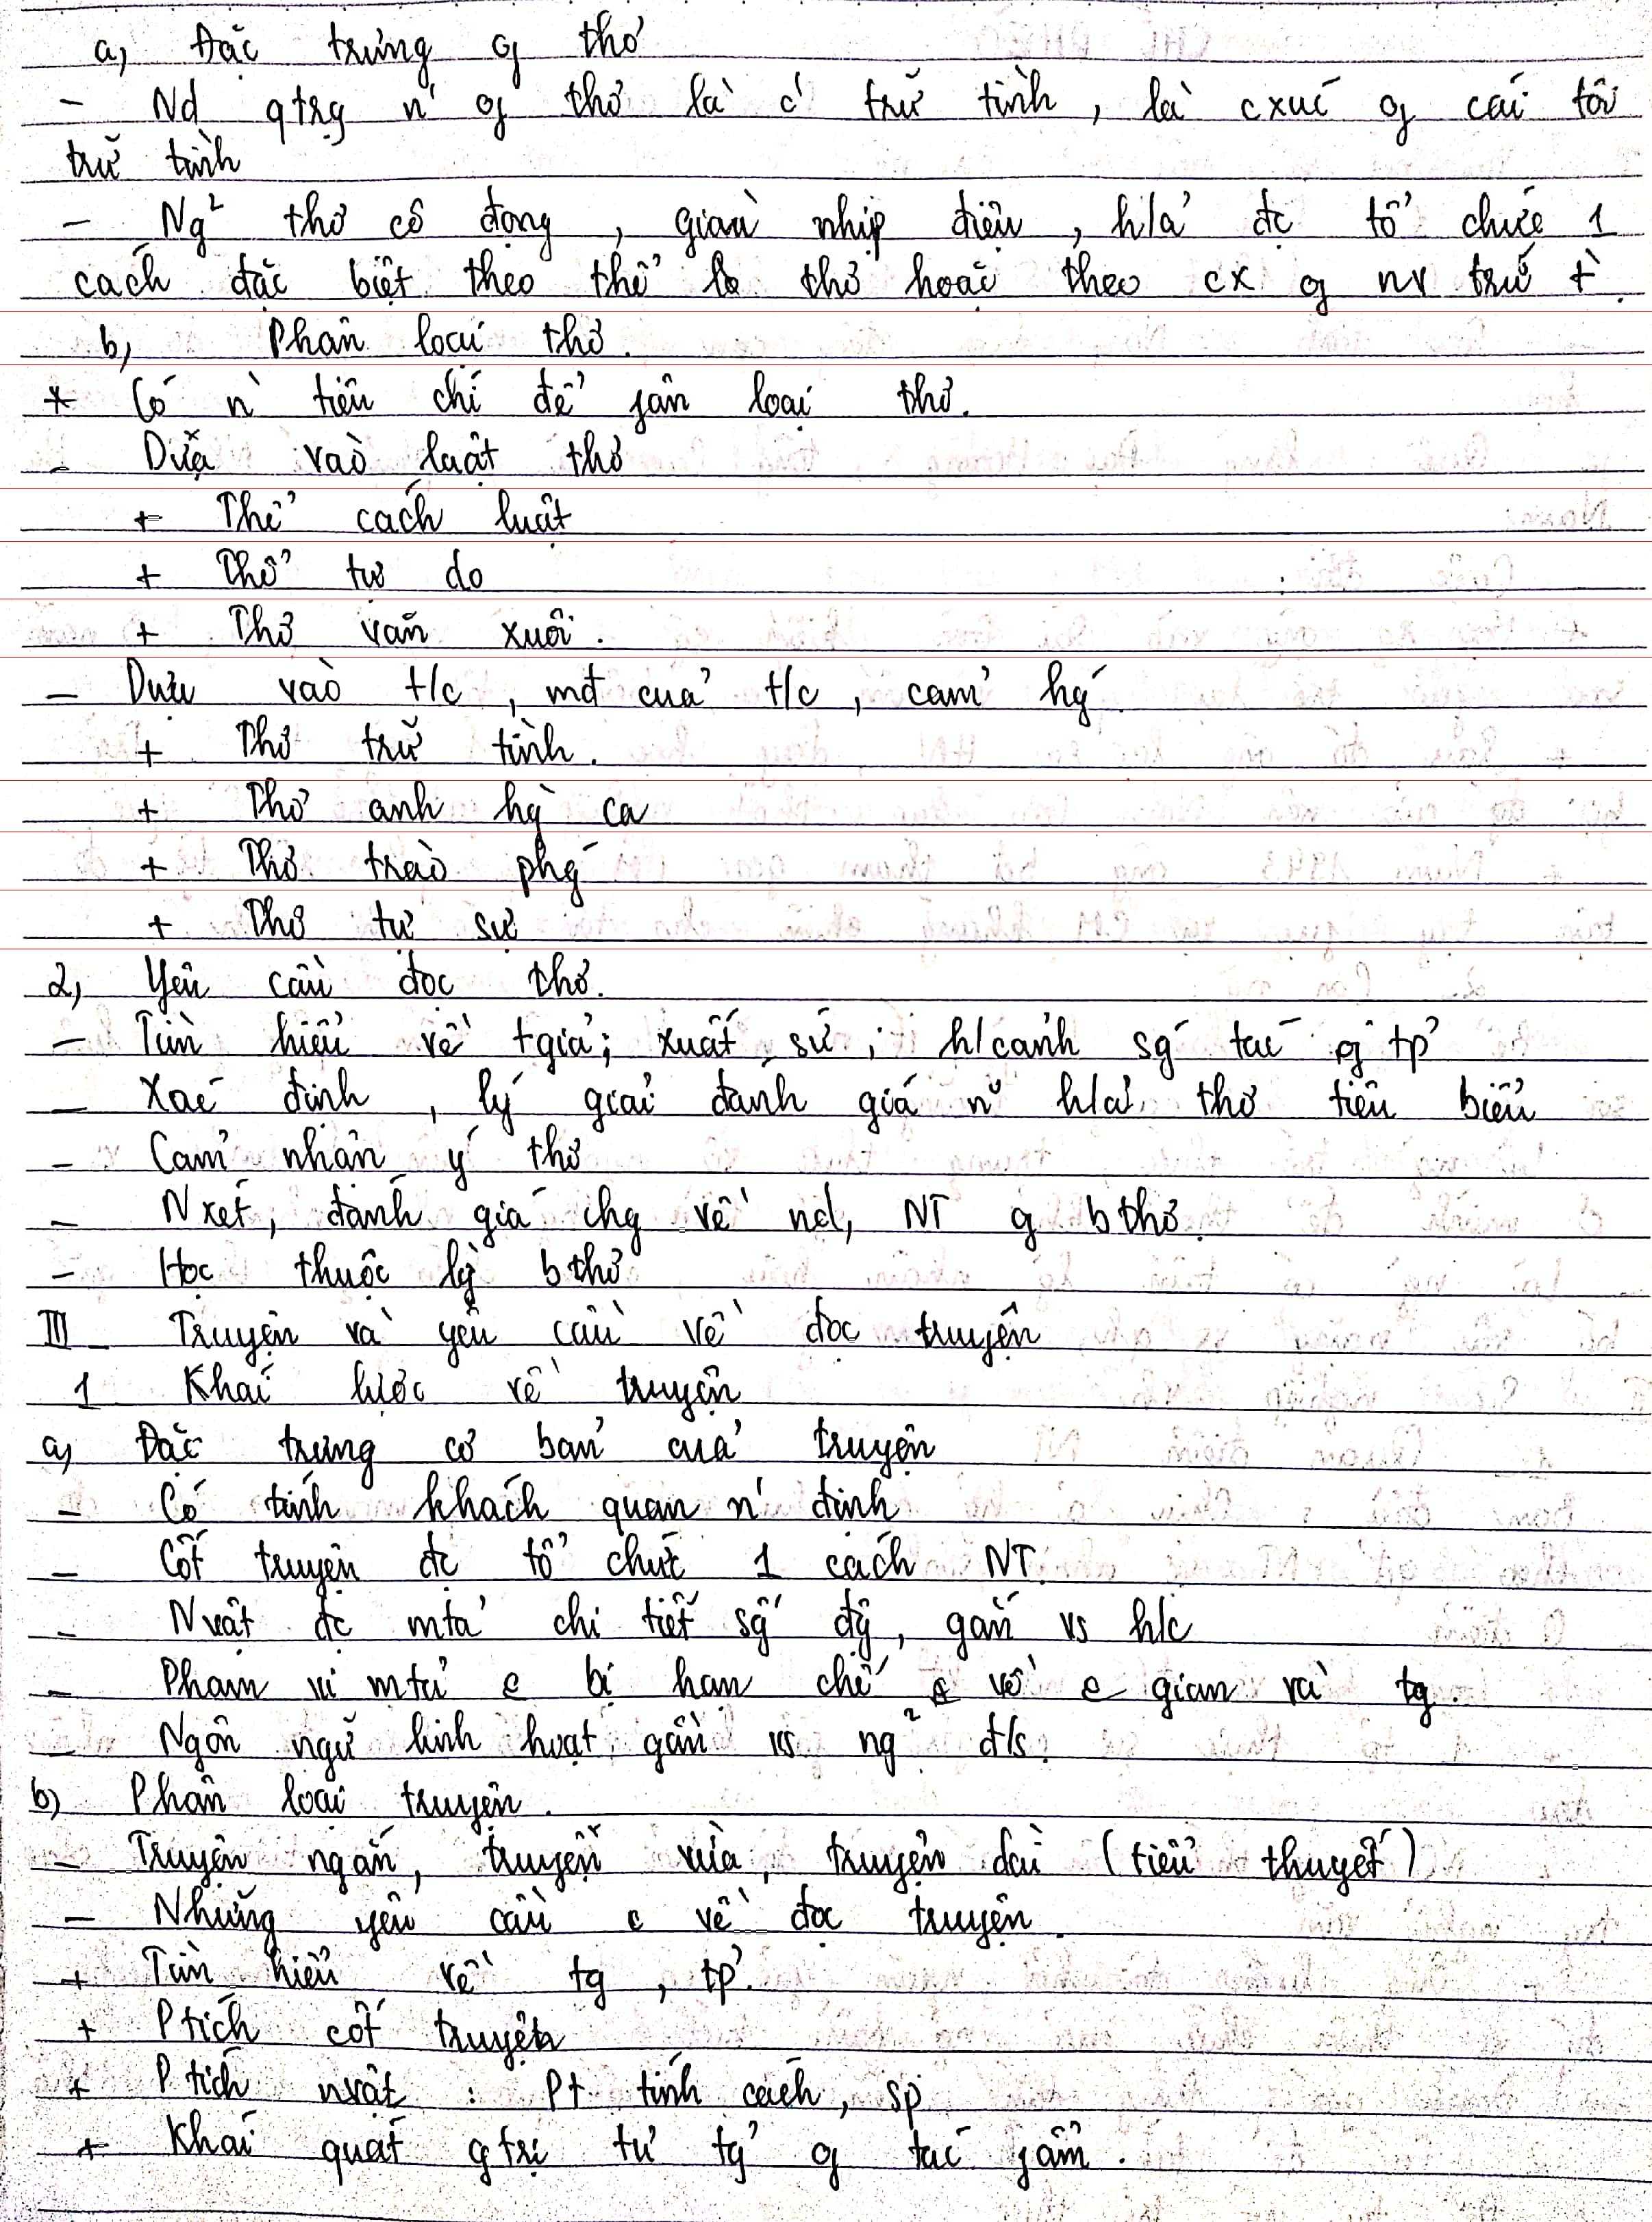 a, Đặc trưng of thơ
- Nd qtrg n' of thơ là c' trữ tình, là cxúc of cái tôi
trữ tình
- Ng² thơ cô đọng, giàu nhịp điệu, h/ả đc tổ chức 1
cách đặc biệt theo thể lo thơ hoặc theo cx of nv trữ t̀.
b, Phân loại thơ.
* Có n` tiêu chí để fân loại thơ.
- Dựa vào luật thơ
+ Thể cách luật
+ Thơ tự do
+ Thơ văn xuôi.
- Dựa vào t/c, mđ của t/c, cảm hg'
+ Thơ trữ tình.
+ Thơ anh hg` ca
+ Thơ trào phg'
+ Thơ tự sự
2, Yêu cầu đọc thơ.
- Tìm hiểu về tgiả; xuất sứ; h/cảnh sg' tác of tp'
- Xác định, lý giải đánh giá n~ h/ả thơ tiêu biểu
- Cảm nhận ý thơ
- Nxét, đánh giá chg về nd, NT of bthơ.
- Học thuộc lg` bthơ
III - Truyện và yêu cầu về đọc truyện
1 Khái lược về truyện
a, Đặc trưng cơ bản của truyện
- Có tính khách quan n' định
- Cốt truyện đc tổ chức 1 cách NT.
- Nvật đc mtả chi tiết sg' đg, gắn vs h/c
- Phạm vi mtả e bị hạn chế về e gian và tg.
- Ngôn ngữ linh hoạt gần vs ng² đ/s.
b, Phân loại truyện.
- Truyện ngắn, truyện vừa, truyện dài (tiểu thuyết)
- Những yêu cầu về đọc truyện.
+ Tìm hiểu về tg, tp'.
+ Ptích cốt truyện
+ Ptích nvật : Pt tính cách, sp
+ Khái quát gtrị tư tg' of tác fẩm.